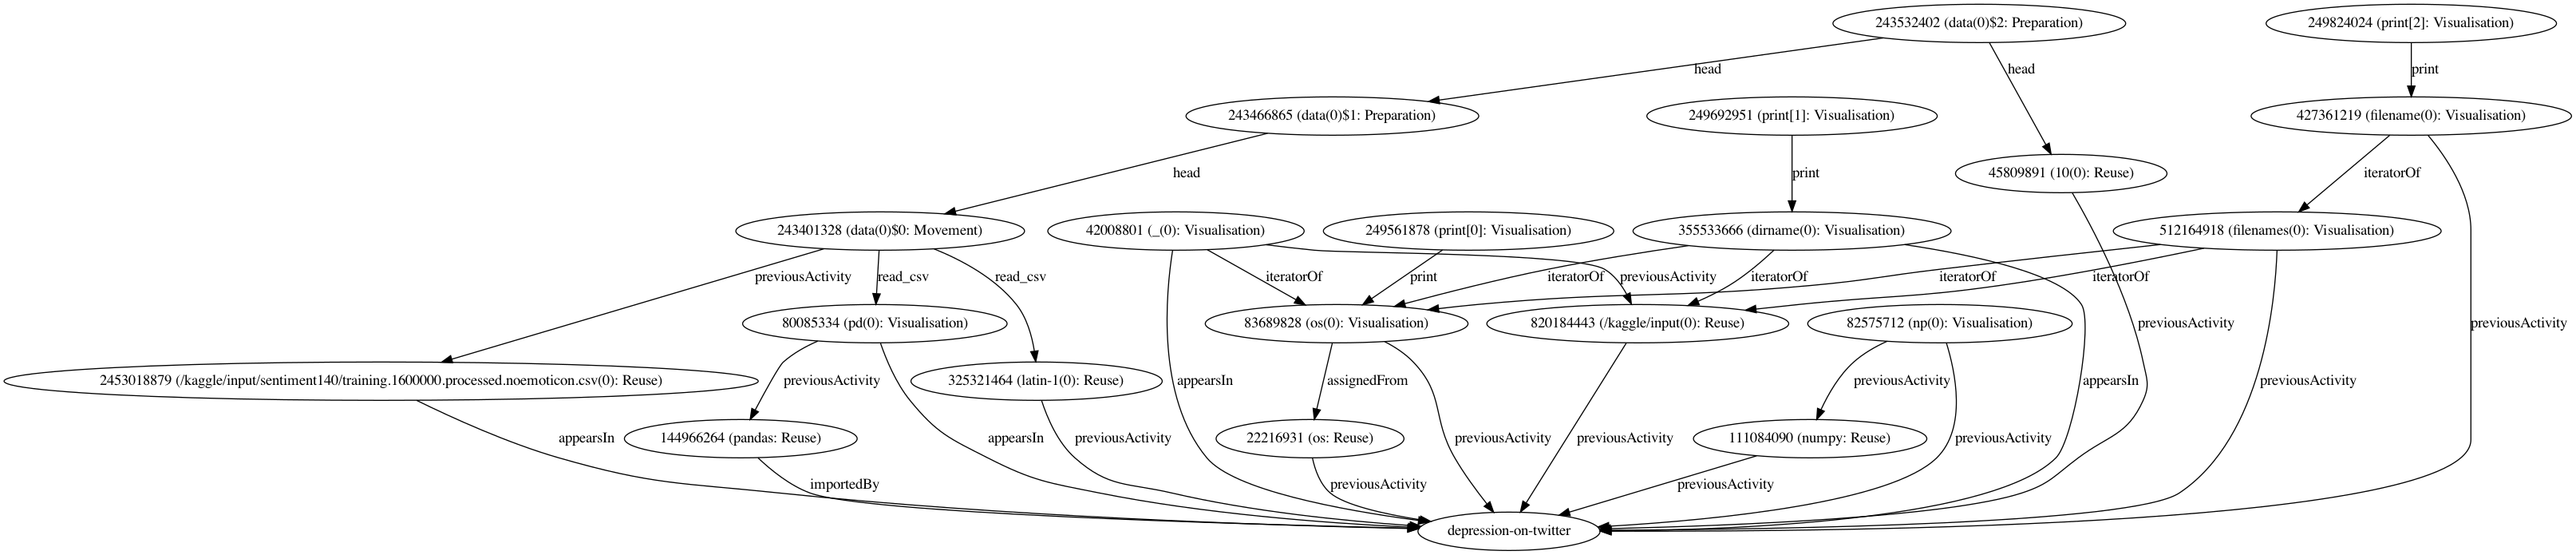 243532402 (data(0)$2: Preparation)
249824024 (print[2]: Visualisation)
head
head
print
243466865 (data(0)$1: Preparation)
249692951 (print[1]: Visualisation)
427361219 (filename(0): Visualisation)
head
print
45809891 (10(0): Reuse)
iteratorOf
243401328 (data(0)$0: Movement)
42008801 (_(0): Visualisation)
249561878 (print[0]: Visualisation)
355533666 (dirname(0): Visualisation)
512164918 (filenames(0): Visualisation)
previousActivity
read_csv
read_csv
iteratorOf
print
iteratorOf
previousActivity
iteratorOf
iteratorOf
iteratorOf
80085334 (pd(0): Visualisation)
83689828 (os(0): Visualisation)
820184443 (/kaggle/input(0): Reuse)
82575712 (np(0): Visualisation)
previousActivity
previousActivity
2453018879 (/kaggle/input/sentiment140/training.1600000.processed.noemoticon.csv(0): Reuse)
previousActivity
325321464 (latin-1(0): Reuse)
appearsIn
assignedFrom
previousActivity
appearsIn
previousActivity
appearsIn
144966264 (pandas: Reuse)
appearsIn
previousActivity
22216931 (os: Reuse)
previousActivity
previousActivity
111084090 (numpy: Reuse)
previousActivity
importedBy
previousActivity
previousActivity
depression-on-twitter